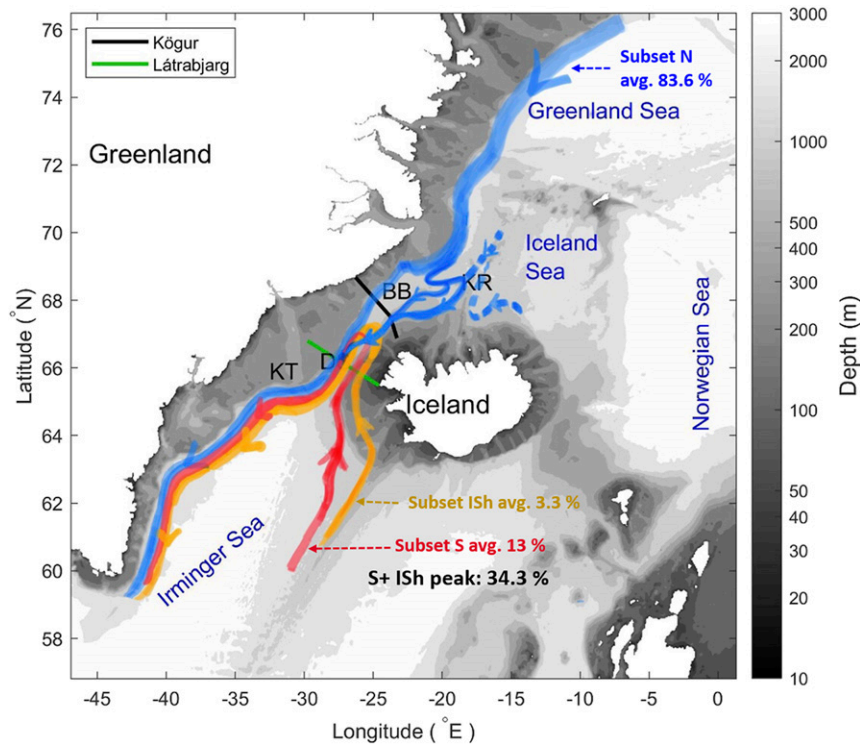 Kögur
Látrabjarg
Subset N
avg. 83.6 %
Greenland Sea
Greenland
Iceland
Sea
BB
KR
Norwegian Sea
D
KT
Iceland
Subset ISh avg. 3.3 %
Subset S avg. 13 %
S+ ISh peak: 34.3 %
Irminger Sea
76
74
72
70
68
66
64
62
60
58
Latitude (°N)
-45
-40
-35
-30
-25
-20
-15
-10
-5
0
Longitude (°E)
3000
2000
1000
500
400
300
200
100
50
40
30
20
10
Depth (m)